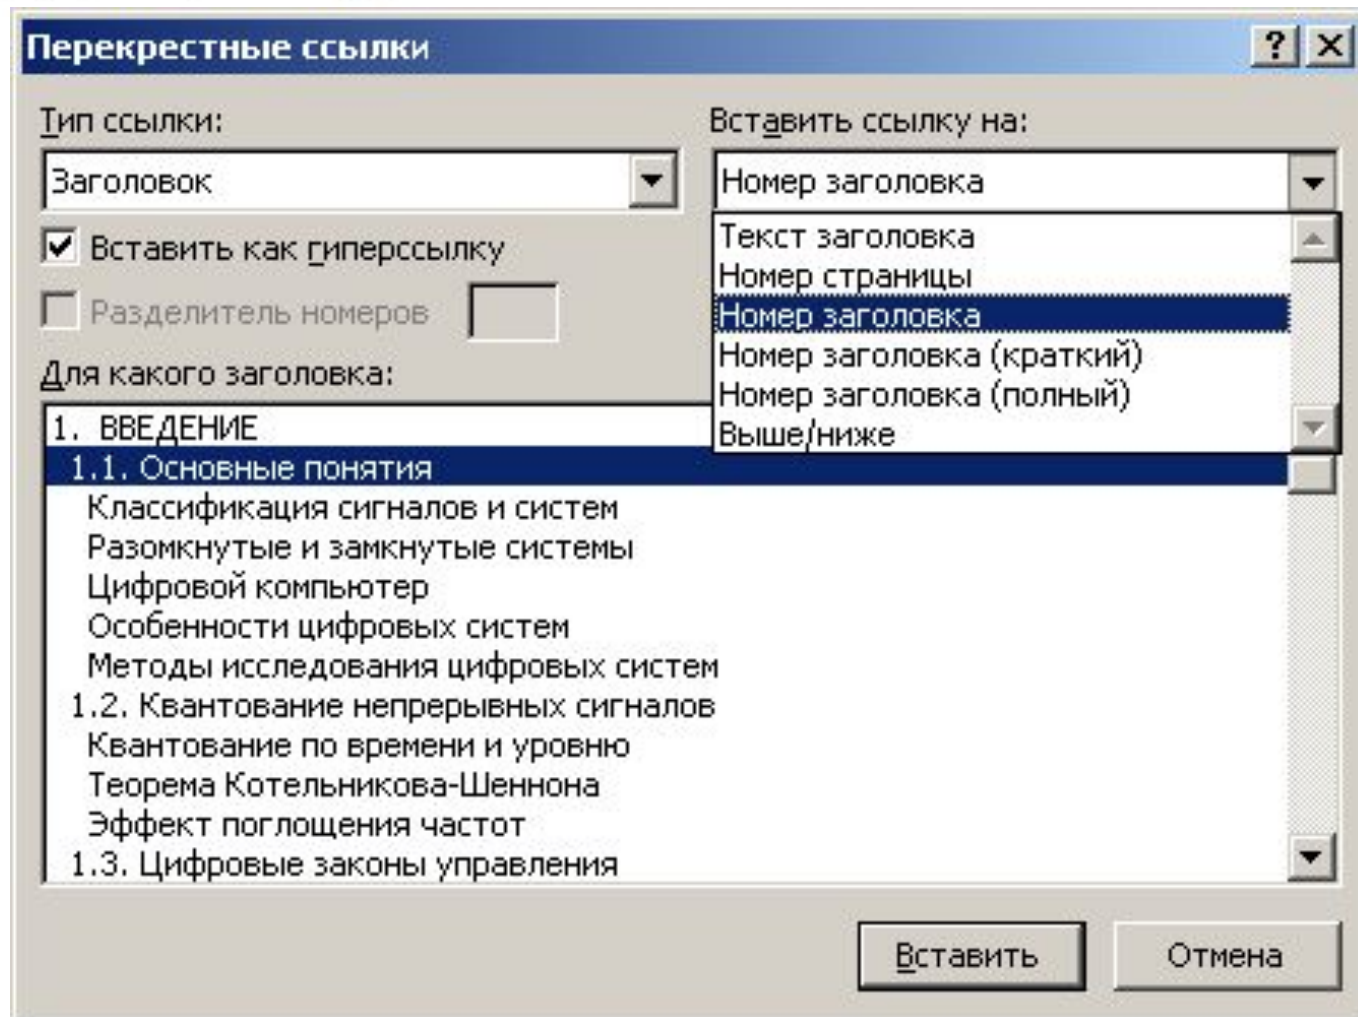 Перекрестные ссылки
Тип ссылки:
Вставить ссылку на:
Заголовок
Номер заголовка
Вставить как гиперссылку
Разделитель номеров
Текст заголовка
Номер страницы
Номер заголовка
Номер заголовка (краткий)
Номер заголовка (полный)
Выше/ниже
Для какого заголовка:
1. ВВЕДЕНИЕ
1.1. Основные понятия
Классификация сигналов и систем
Разомкнутые и замкнутые системы
Цифровой компьютер
Особенности цифровых систем
Методы исследования цифровых систем
1.2. Квантование непрерывных сигналов
Квантование по времени и уровню
Теорема Котельникова-Шеннона
Эффект поглощения частот
1.3. Цифровые законы управления
Вставить
Отмена